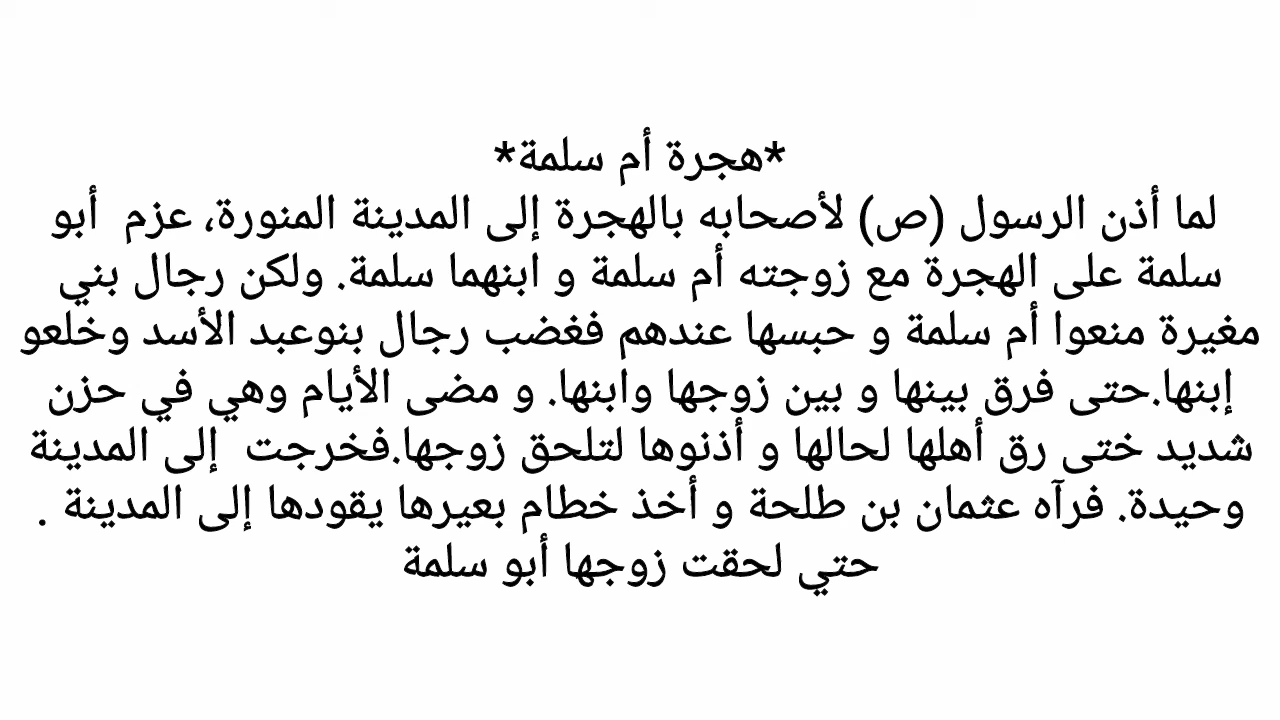 *هجرة أم سلمة*
لما أذن الرسول (ص) لأصحابه بالهجرة إلى المدينة المنورة، عزم  أبو
سلمة على الهجرة مع زوجته أم سلمة و ابنهما سلمة. ولكن رجال بني
مغيرة منعوا أم سلمة و حبسها عندهم فغضب رجال بنوعبد الأسد وخلعو
إبنها.حتى فرق بينها و بين زوجها وابنها. و مضى الأيام وهي في حزن
شديد ختى رق أهلها لحالها و أذنوها لتلحق زوجها.فخرجت  إلى المدينة
وحيدة. فرآه عثمان بن طلحة و أخذ خطام بعيرها يقودها إلى المدينة .
حتي لحقت زوجها أبو سلمة